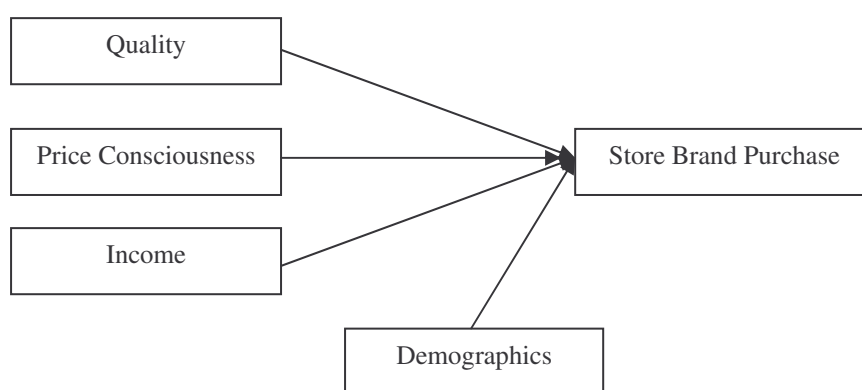 Quality
Price Consciousness
Store Brand Purchase
Income
Demographics